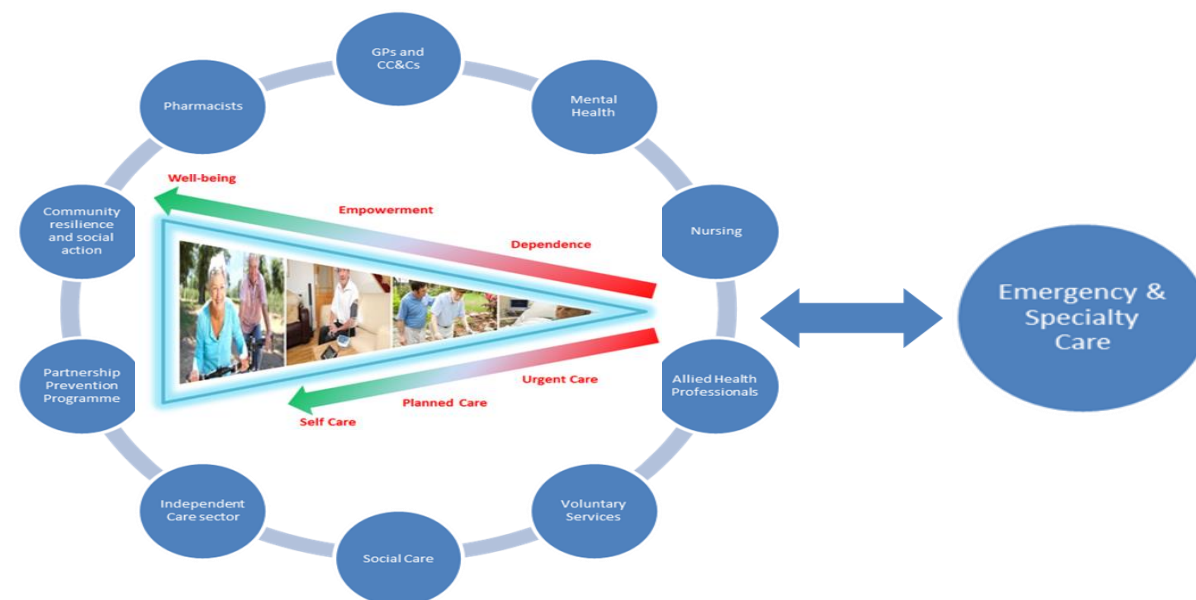 GPs and
CC&Cs
Mental
Health
Pharmacists
Well-being
Empowerment
Dependence
Community
resilience
and social
action
Nursing
Emergency &
Specialty
Care
Partnership
Prevention
Programme
Allied Health
Professionals
Urgent Care
Planned Care
Self Care
Independent
Care sector
Voluntary
Services
Social Care